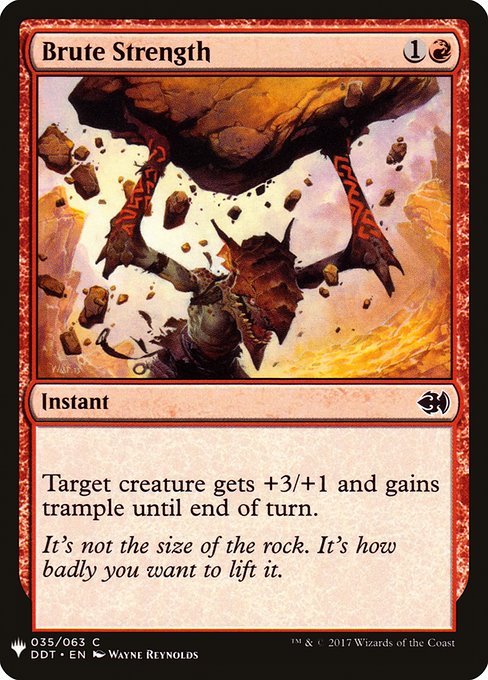 Brute Strength 1
Instant
Target creature gets +3/+1 and gains
trample until end of turn.
It's not the size of the rock. It's how
badly you want to lift it.
035/063 C
DDT • EN Wayne Reynolds
™ & © 2017 Wizards of the Coast